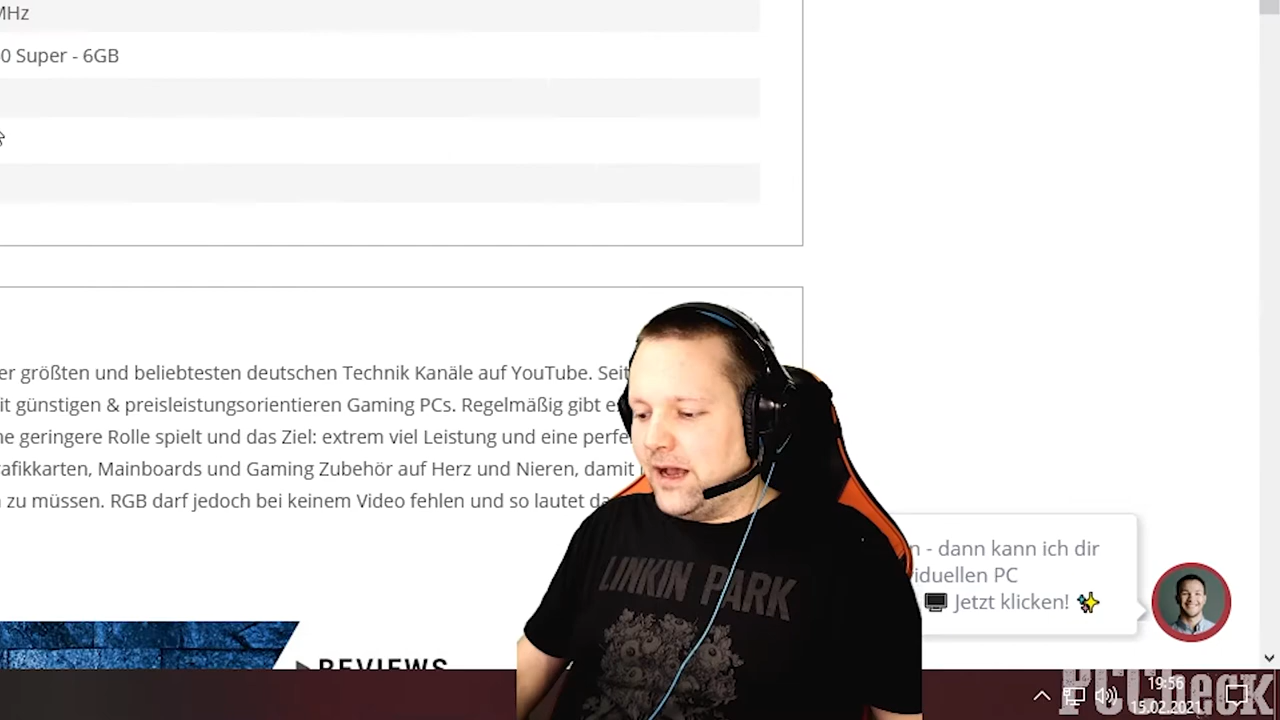 MHz
0 Super - 6GB
er größten und beliebtesten deutschen Technik Kanäle auf YouTube. Seit
it günstigen & preisleistungsorientieren Gaming PCs. Regelmäßig gibt e
ne geringere Rolle spielt und das Ziel: extrem viel Leistung und eine perfe
afikkarten, Mainboards und Gaming Zubehör auf Herz und Nieren, damit
zu müssen. RGB darf jedoch bei keinem Video fehlen und so lautet da
LINKIN PARK
n - dann kann ich dir
viduellen PC
🖥 Jetzt klicken! ✨
REVIEWS
19:56
15.02.2021
PCCheck